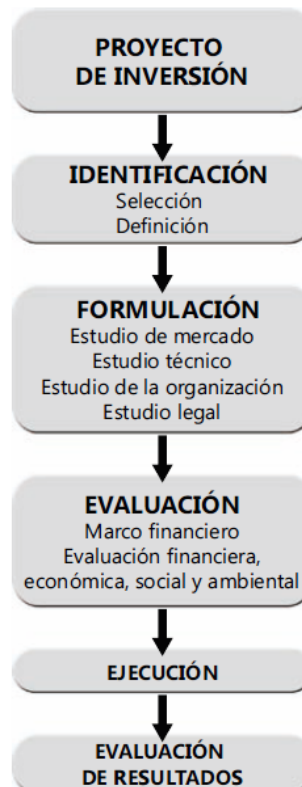 PROYECTO
DE INVERSIÓN
IDENTIFICACIÓN
Selección
Definición
FORMULACIÓN
Estudio de mercado
Estudio técnico
Estudio de la organización
Estudio legal
EVALUACIÓN
Marco financiero
Evaluación financiera,
económica, social y ambiental
EJECUCIÓN
EVALUACIÓN
DE RESULTADOS